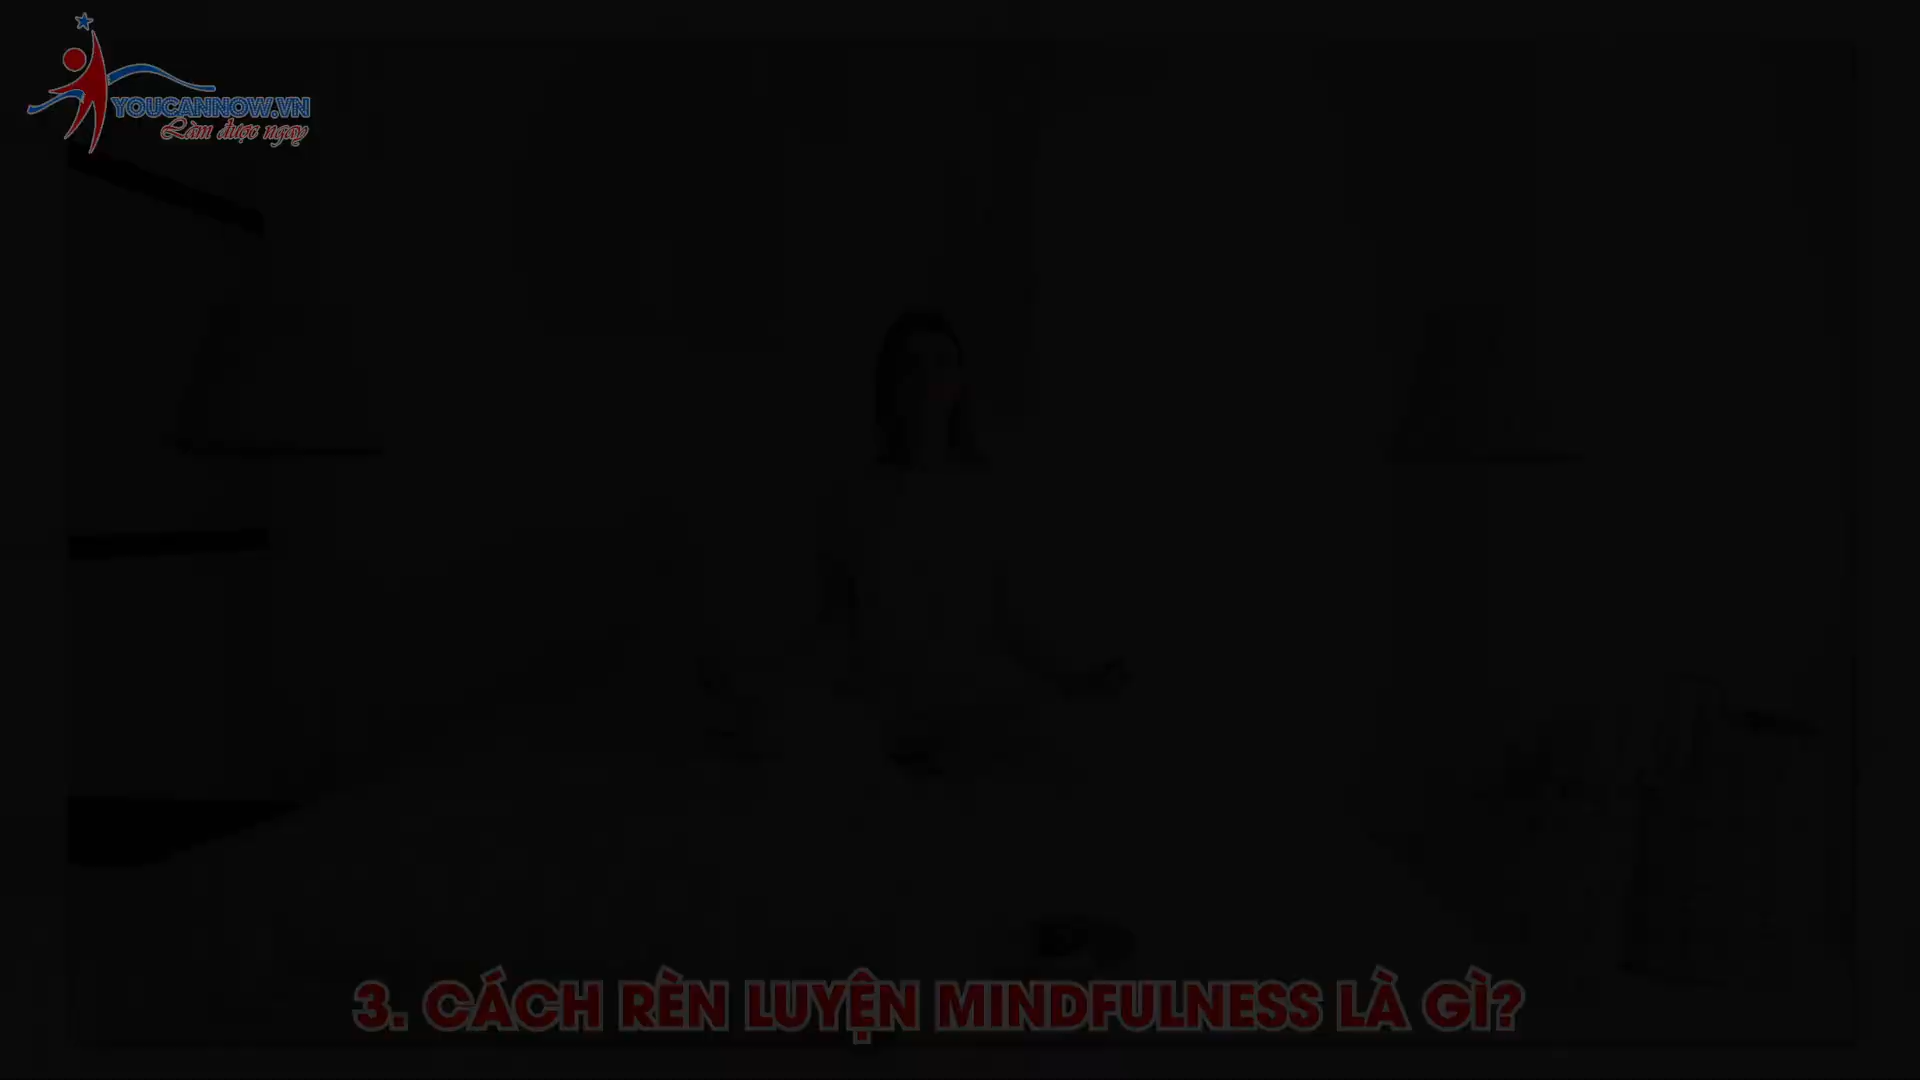 YOUCANNOW.VN
Làm được ngay
3. CÁCH RÈN LUYỆN MINDFULNESS LÀ GÌ?